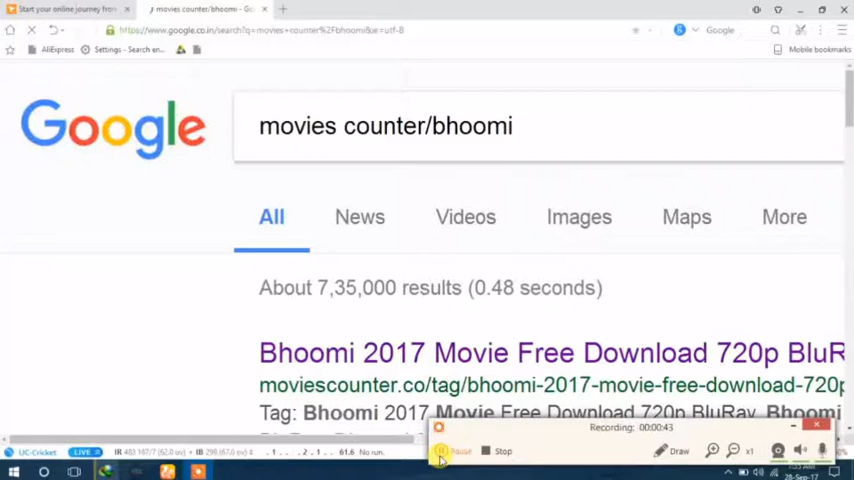 Start your online journey from
movies counter/bhoomi - Go
https://www.google.co.in/search?q=movies+counter%2Fbhoomi&ie=utf-8
Google
AliExpress
Settings - Search en...
Mobile bookmarks
Google
movies counter/bhoomi
All
News
Videos
Images
Maps
More
About 7,35,000 results (0.48 seconds)
Bhoomi 2017 Movie Free Download 720p BluR
moviescounter.co/tag/bhoomi-2017-movie-free-download-720p
Tag: Bhoomi 2017 Movie Free Download 720p BluRay, Bhoomi
Recording: 00:00:43
Pause
Stop
Draw
x1
UC-Cricket
LIVE
28-Sep-17